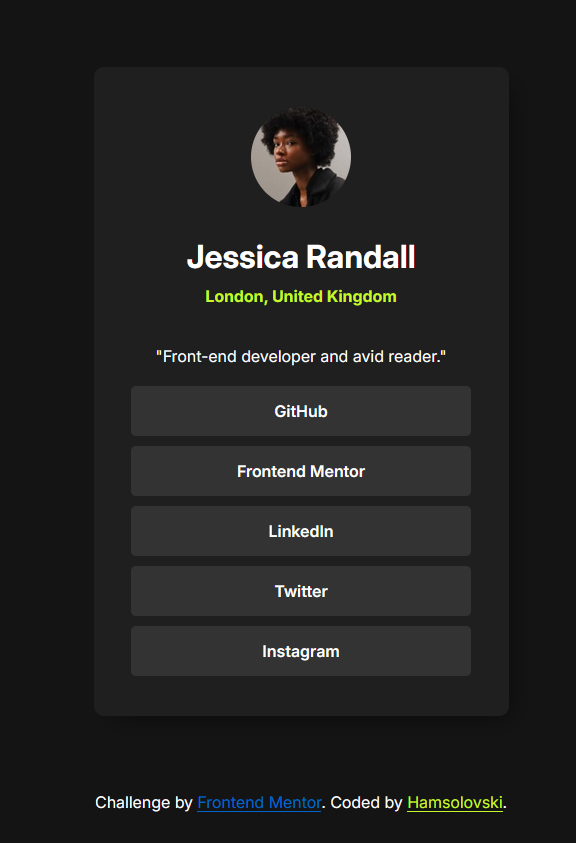 Jessica Randall
London, United Kingdom
"Front-end developer and avid reader."
GitHub
Frontend Mentor
LinkedIn
Twitter
Instagram
Challenge by Frontend Mentor. Coded by Hamsolovski.